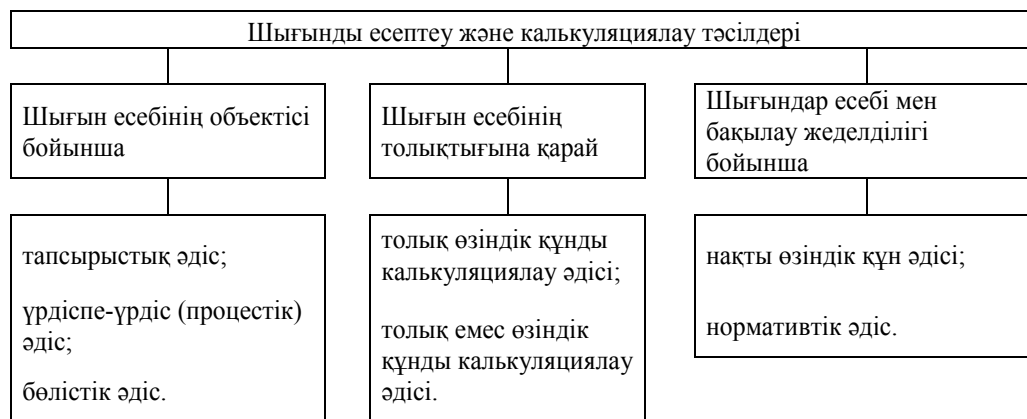 Шығынды есептеу және калькуляциялау тәсілдері
Шығын есебінің объектісі
бойынша
Шығын есебінің
толықтығына қарай
Шығындар есебі мен
бақылау жеделділігі
бойынша
тапсырыстық әдіс;
үрдіспе-үрдіс (процестік)
әдіс;
бөлістік әдіс.
толық өзіндік құнды
калькуляциялау әдісі;
толық емес өзіндік
құнды калькуляциялау
әдісі.
нақты өзіндік құн әдісі;
нормативтік әдіс.